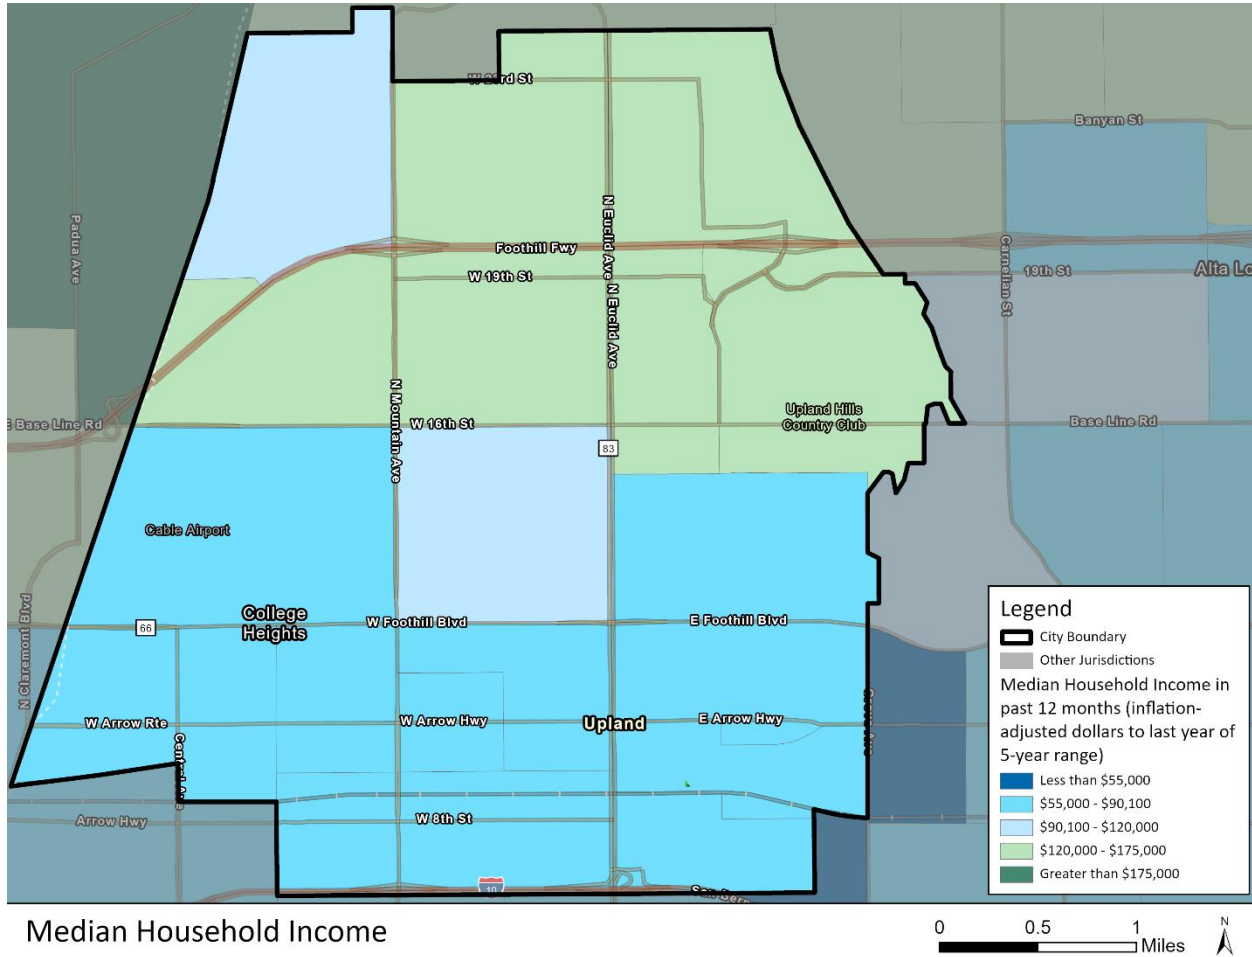 W 23rd St
Banyan St
Padua Ave
N Euclid Ave
N Euclid Ave
Carnelian St
Foothill Fwy
W 19th St
19th St
Alta Lo
N Mountain Ave
E Base Line Rd
W 16th St
Upland Hills
Country Club
Base Line Rd
83
Cable Airport
College
Heights
66
W Foothill Blvd
E Foothill Blvd
N Claremont Blvd
W Arrow Rte
W Arrow Hwy
Upland
E Arrow Hwy
Grove Ave
Central Ave
Arrow Hwy
W 8th St
10
San Bern
Legend
City Boundary
Other Jurisdictions
Median Household Income in
past 12 months (inflation-
adjusted dollars to last year of
5-year range)
Less than $55,000
$55,000 - $90,100
$90,100 - $120,000
$120,000 - $175,000
Greater than $175,000
Median Household Income
0 0.5 1
Miles
N